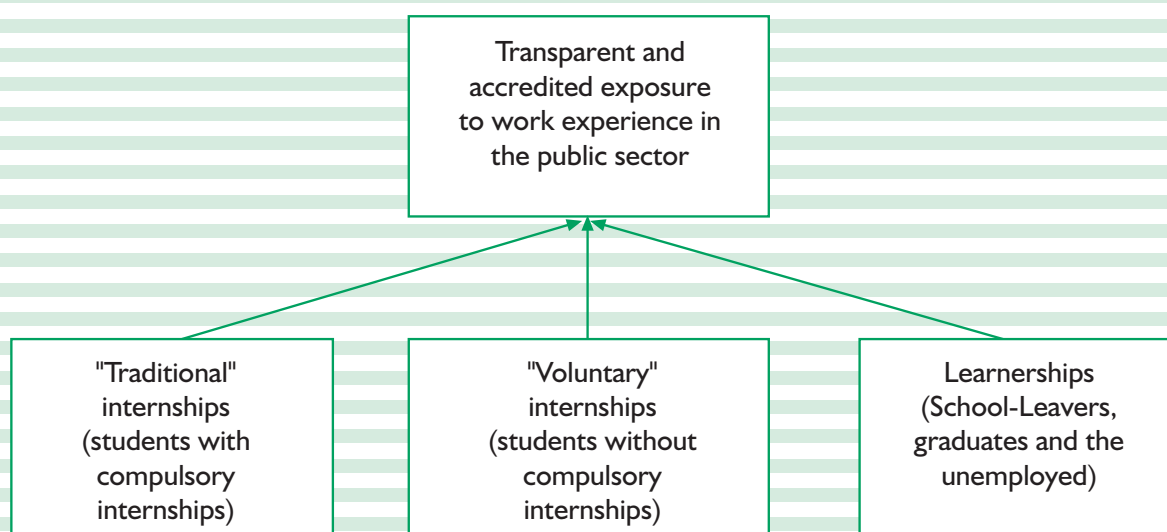 Transparent and
accredited exposure
to work experience in
the public sector
"Traditional"
internships
(students with
compulsory
internships)
"Voluntary"
internships
(students without
compulsory
internships)
Learnerships
(School-Leavers,
graduates and the
unemployed)